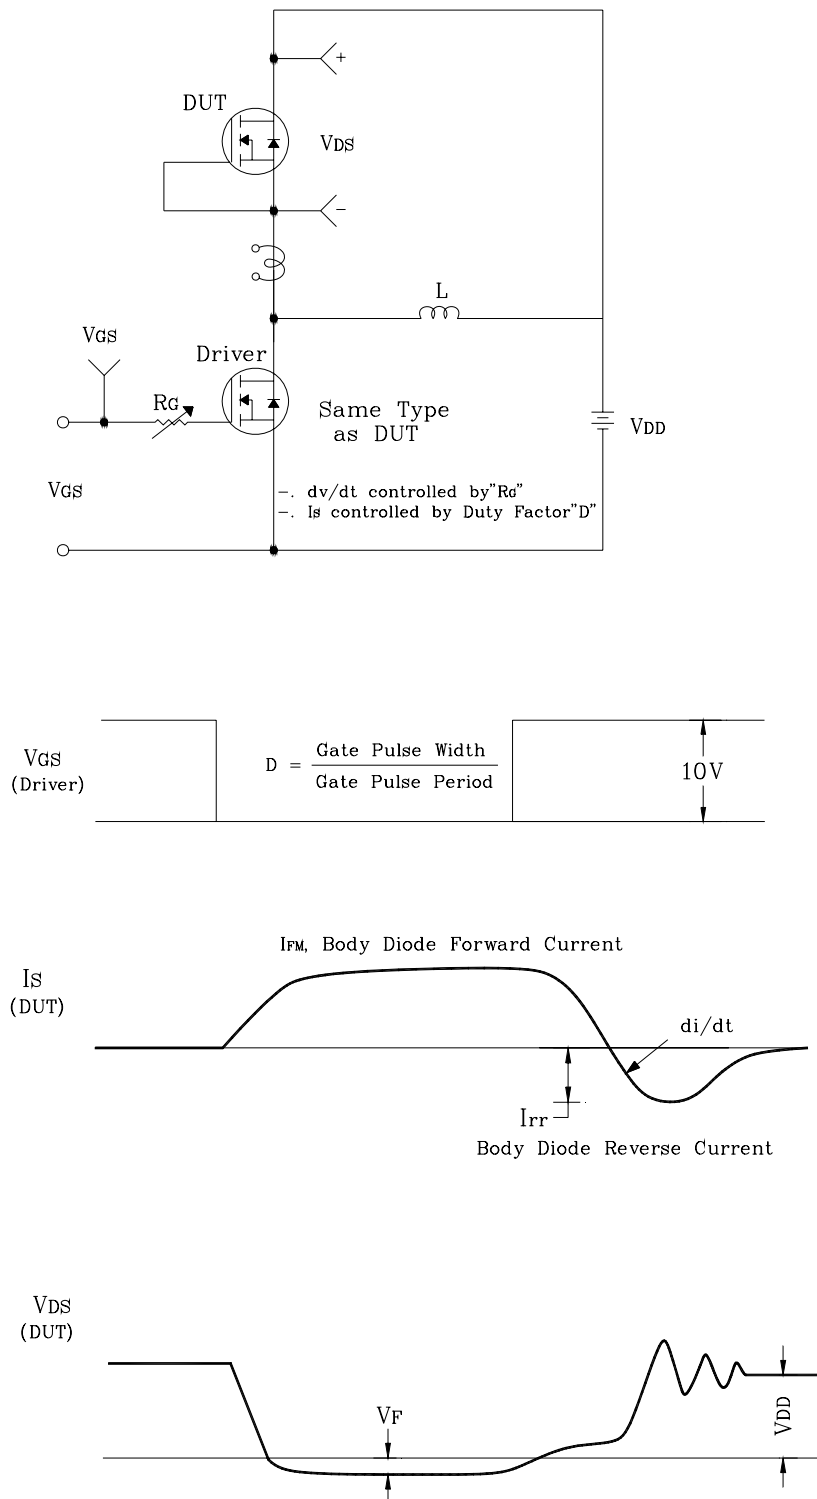 +
DUT
VDS
−
L
VGS
Driver
RG
Same Type
as DUT
VDD
VGS
−. dv/dt controlled by"RG"
−. Is controlled by Duty Factor"D"
VGS
(Driver)
D = Gate Pulse Width
Gate Pulse Period
10V
IFM, Body Diode Forward Current
IS
(DUT)
di/dt
Irr
Body Diode Reverse Current
VDS
(DUT)
VF
VDD